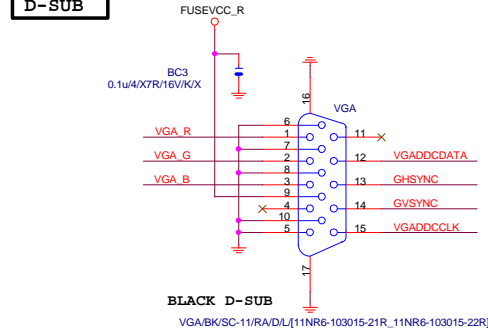 D-SUB
FUSEVCC_R
BC3
0.1u/4/X7R/16V/K/X
16
VGA
6
VGA_R 1 11
7
VGA_G 2 12 VGADDCDATA
8
VGA_B 3 13 GHSYNC
9
4 14 GVSYNC
10
5 15 VGADDCCLK
17
BLACK D-SUB
VGA/BK/SC-11/RA/D/L/[11NR6-103015-21R_11NR6-103015-22R]